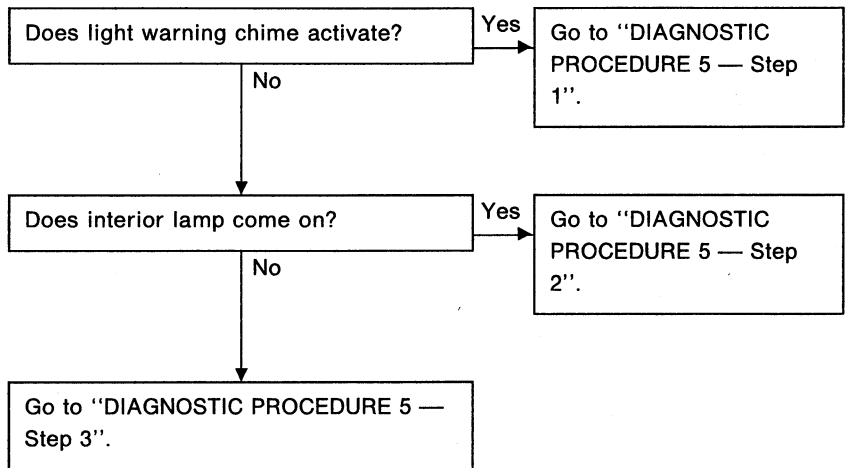 Does light warning chime activate?
Yes
Go to “DIAGNOSTIC
PROCEDURE 5 — Step
1”.
No
Does interior lamp come on?
Yes
Go to “DIAGNOSTIC
PROCEDURE 5 — Step
2”.
No
Go to “DIAGNOSTIC PROCEDURE 5 —
Step 3”.